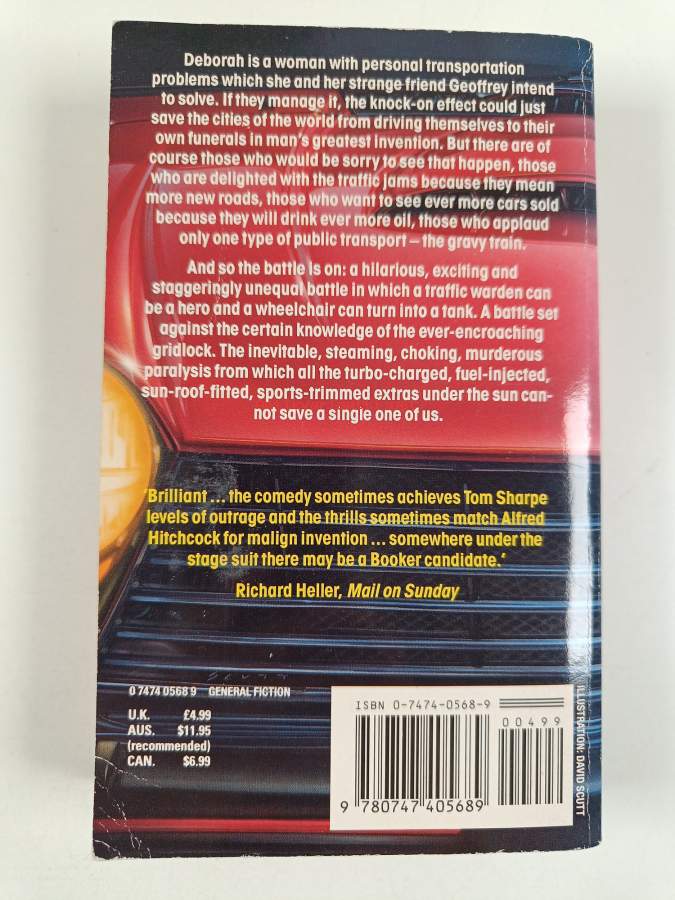 Deborah is a woman with personal transportation
problems which she and her strange friend Geoffrey intend
to solve. If they manage it, the knock-on effect could just
save the cities of the world from driving themselves to their
own funerals in man's greatest invention. But there are of
course those who would be sorry to see that happen, those
who are delighted with the traffic jams because they mean
more new roads, those who want to see ever more cars sold
because they will drink ever more oil, those who applaud
only one type of public transport – the gravy train.
And so the battle is on: a hilarious, exciting and
staggeringly unequal battle in which a traffic warden can
be a hero and a wheelchair can turn into a tank. A battle set
against the certain knowledge of the ever-encroaching
gridlock. The inevitable, steaming, choking, murderous
paralysis from which all the turbo-charged, fuel-injected,
sun-roof-fitted, sports-trimmed extras under the sun can-
not save a single one of us.
'Brilliant ... the comedy sometimes achieves Tom Sharpe
levels of outrage and the thrills sometimes match Alfred
Hitchcock for malign invention ... somewhere under the
stage suit there may be a Booker candidate.'
Richard Heller, Mail on Sunday
SCUTT
0 7474 0568 9 GENERAL FICTION
U.K. £4.99
AUS. $11.95
(recommended)
CAN. $6.99
ISBN 0-7474-0568-9
00499
9 780747 405689
ILLUSTRATION: DAVID SCUTT